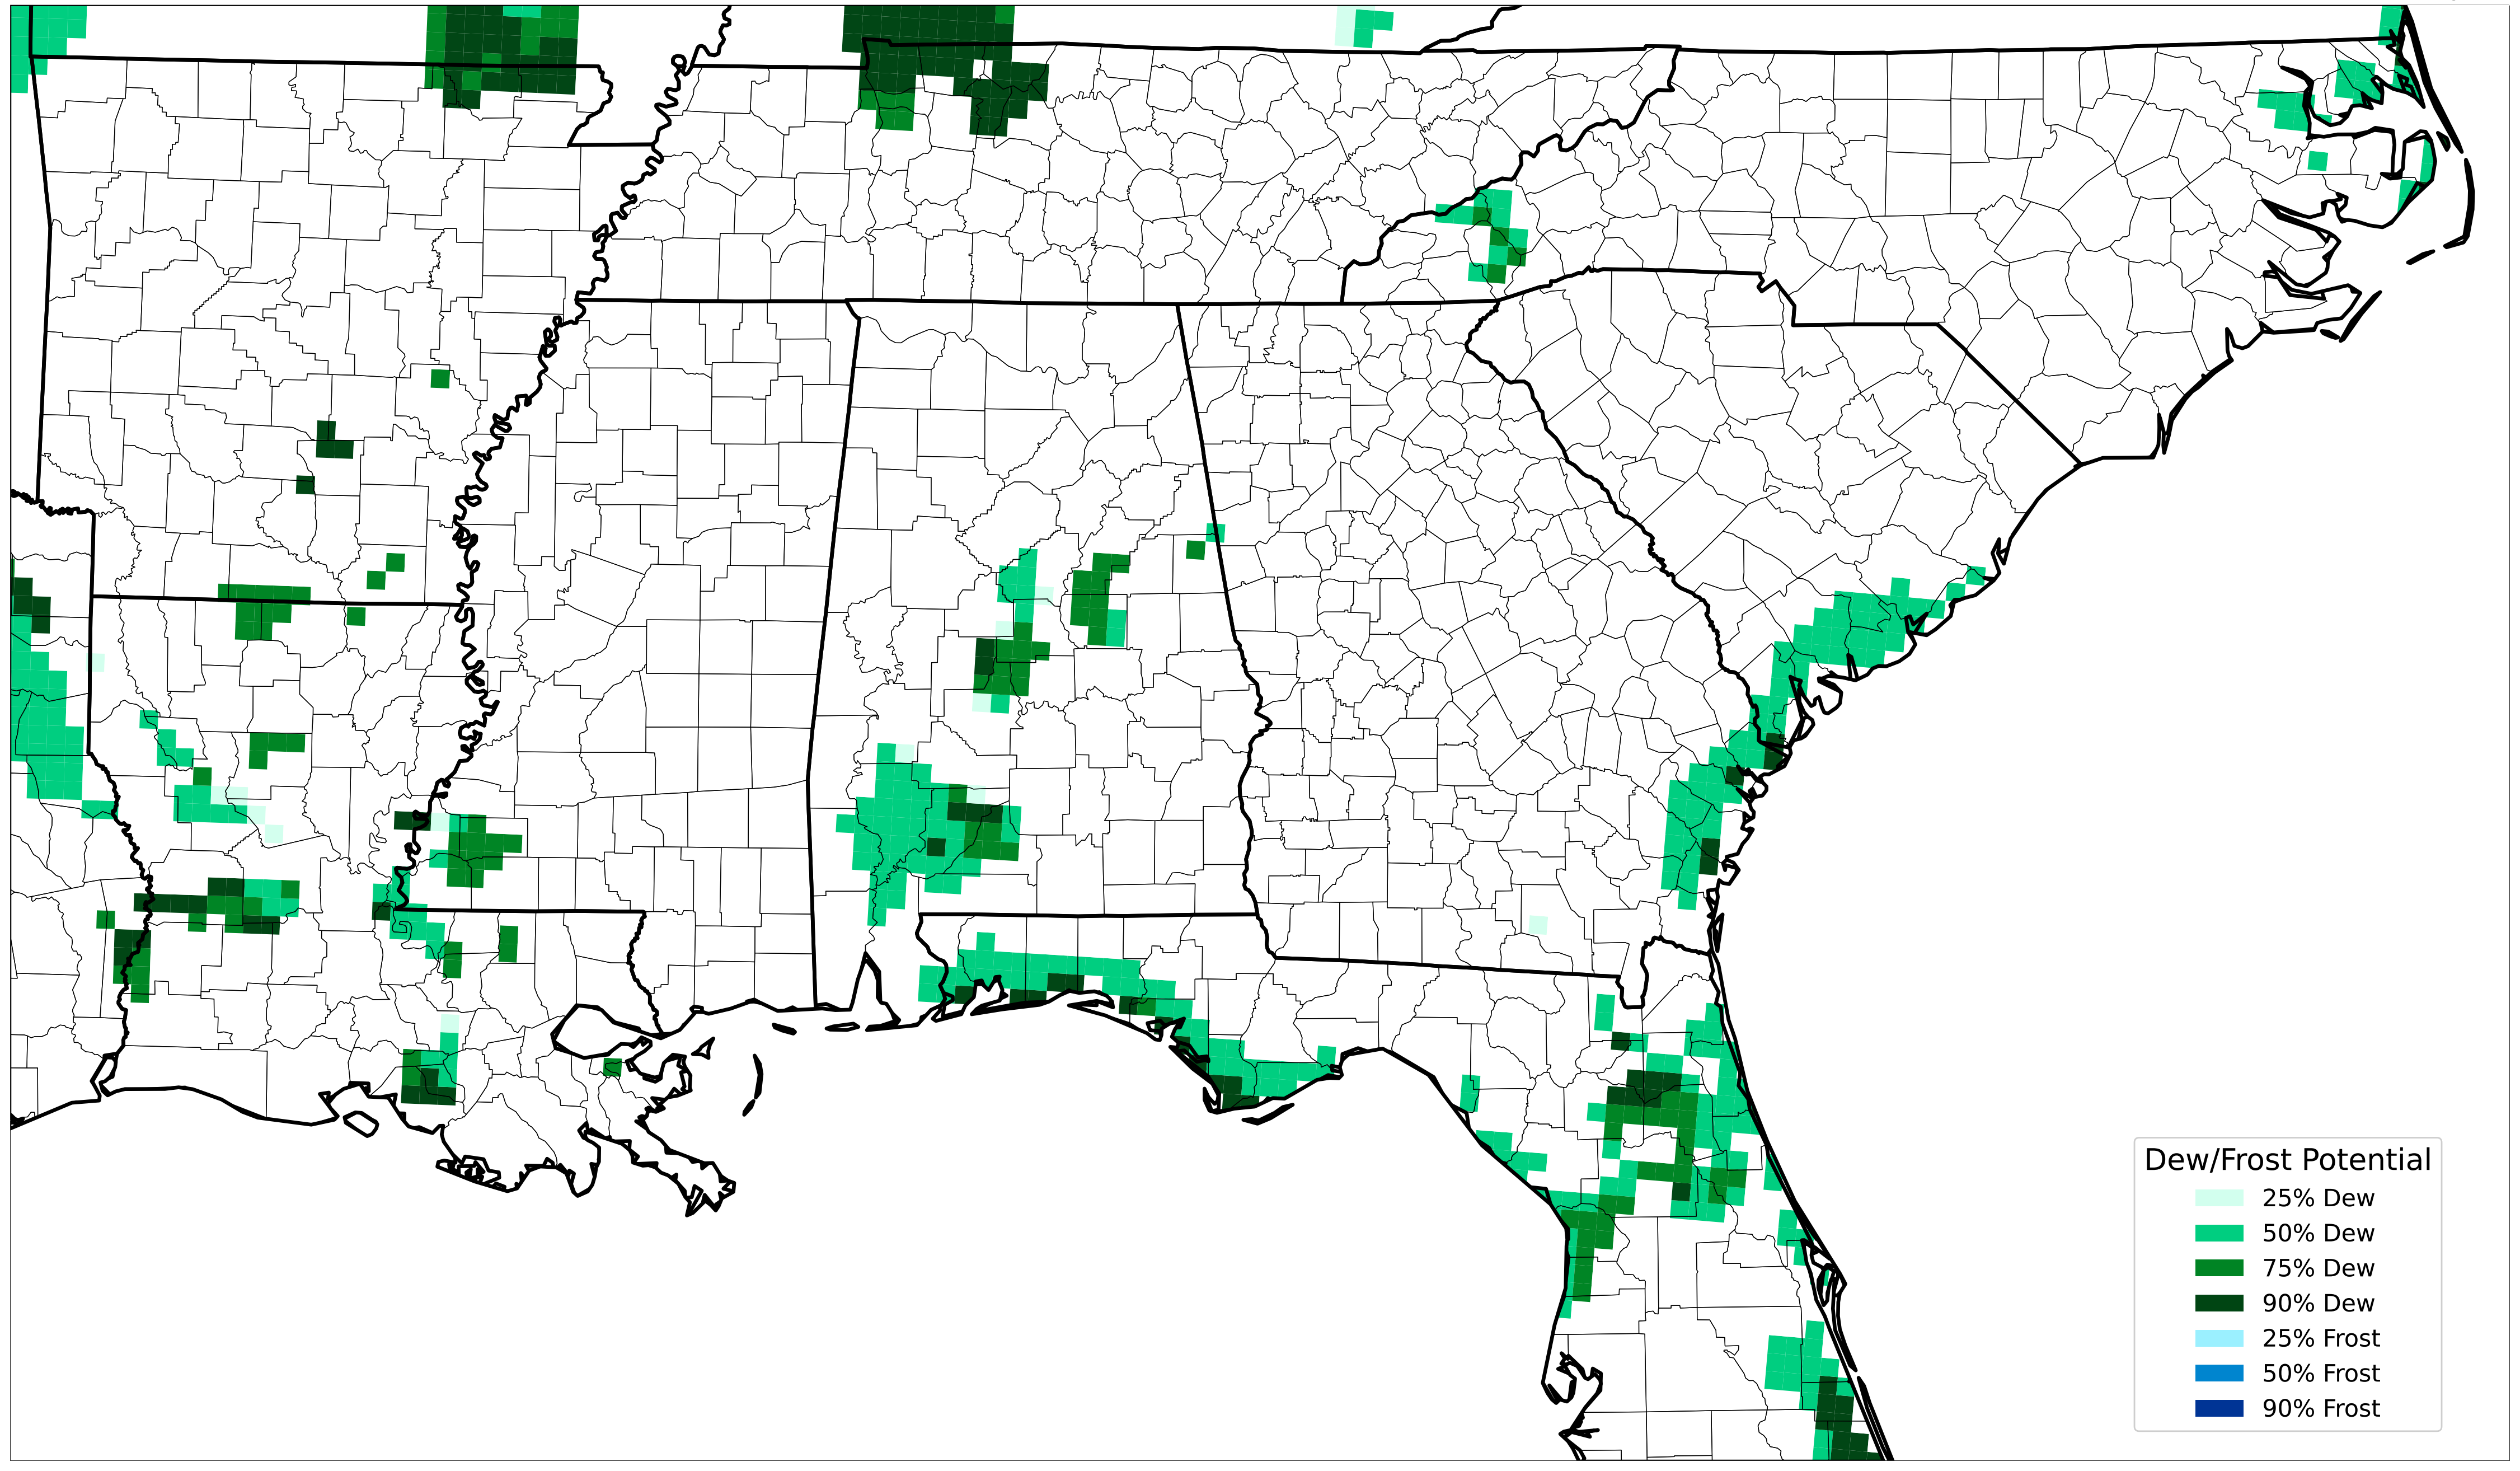 Dew/Frost Potential
25% Dew
50% Dew
75% Dew
90% Dew
25% Frost
50% Frost
90% Frost